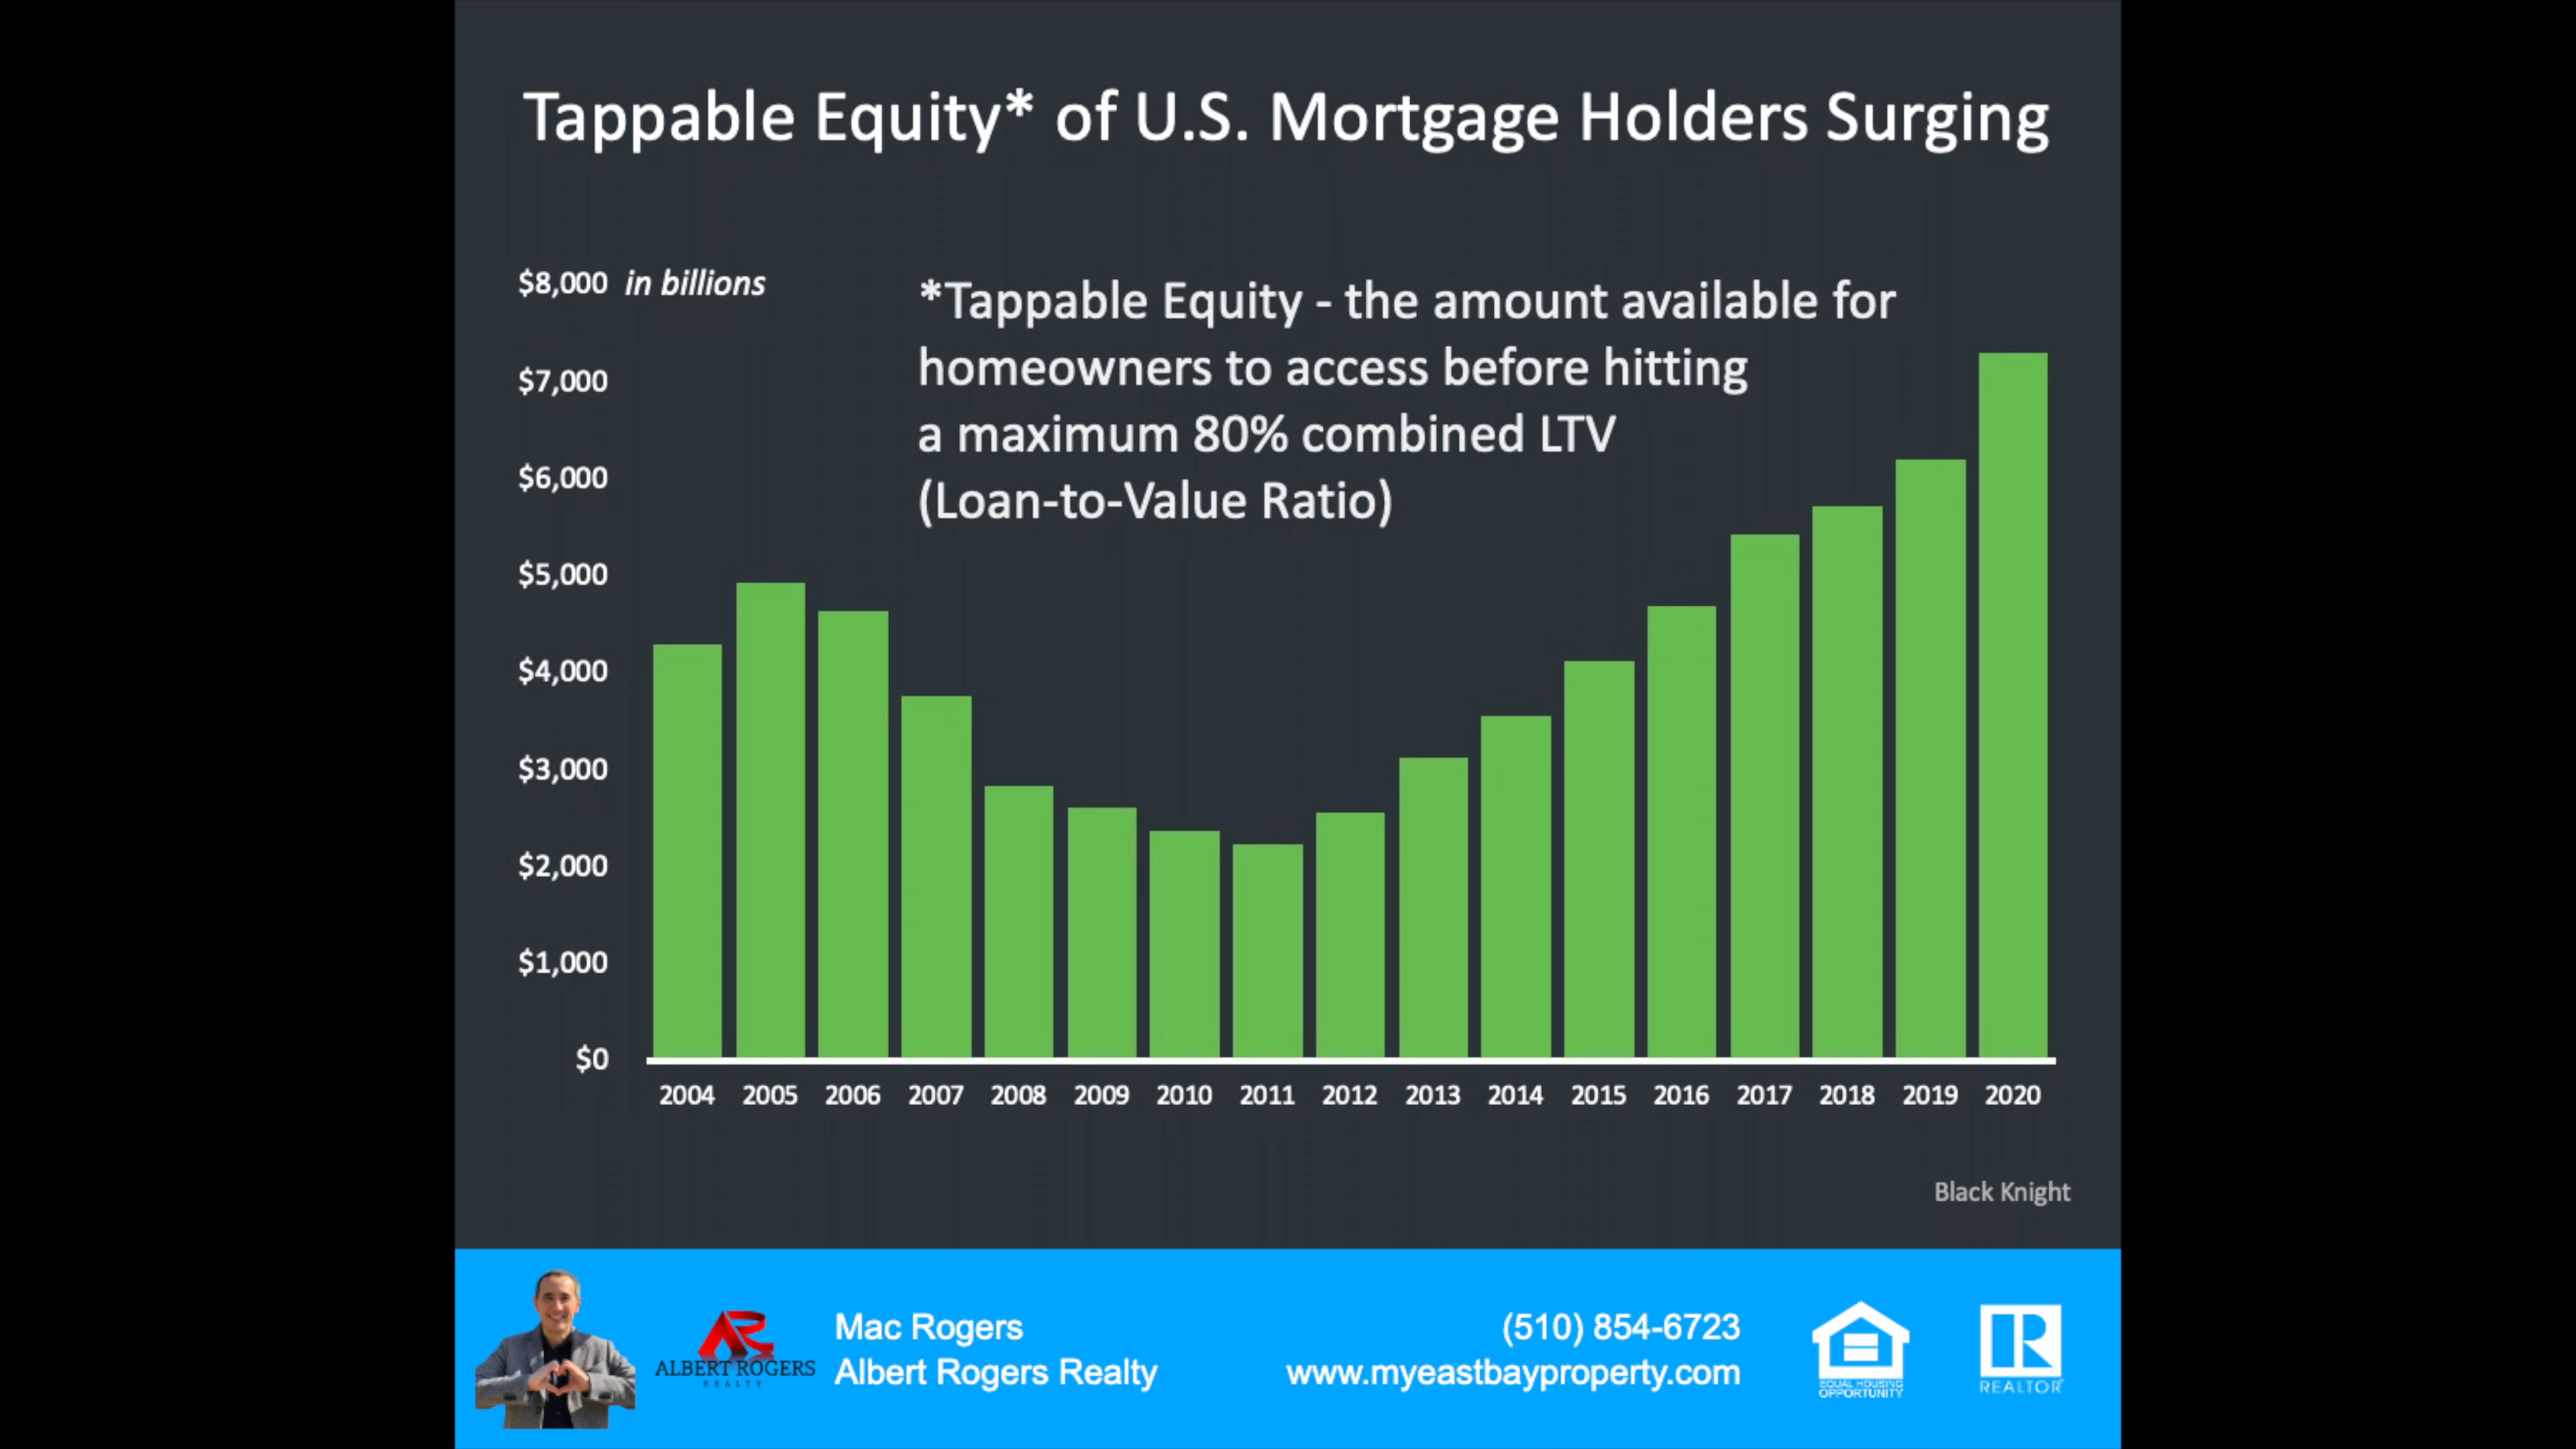 Tappable Equity* of U.S. Mortgage Holders Surging
$8,000 in billions
*Tappable Equity - the amount available for
homeowners to access before hitting
a maximum 80% combined LTV
(Loan-to-Value Ratio)
$7,000
$6,000
$5,000
$4,000
$3,000
$2,000
$1,000
$0
2004 2005 2006 2007 2008 2009 2010 2011 2012 2013 2014 2015 2016 2017 2018 2019 2020
Black Knight
ALBERT ROGERS
REALTY
Mac Rogers
Albert Rogers Realty
(510) 854-6723
www.myeastbayproperty.com
EQUAL HOUSING
OPPORTUNITY
REALTOR